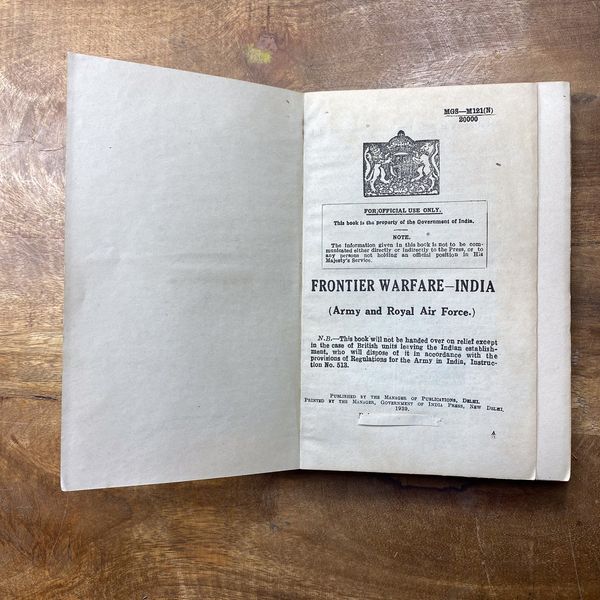 MGS—M121(N)
20000
FOR OFFICIAL USE ONLY.
This book is the property of the Government of India.
NOTE.
The information given in this book is not to be com-
municated either directly or indirectly to the Press, or to
any persons not holding an official position in His
Majesty's Service.
FRONTIER WARFARE—INDIA
(Army and Royal Air Force.)
N.B.—This book will not be handed over on relief except
in the case of British units leaving the Indian establish-
ment, who will dispose of it in accordance with the
provisions of Regulations for the Army in India, Instruc-
tion No. 513.
Published by the Manager of Publications, Delhi.
Printed by the Manager, Government of India Press, New Delhi.
1939.
A